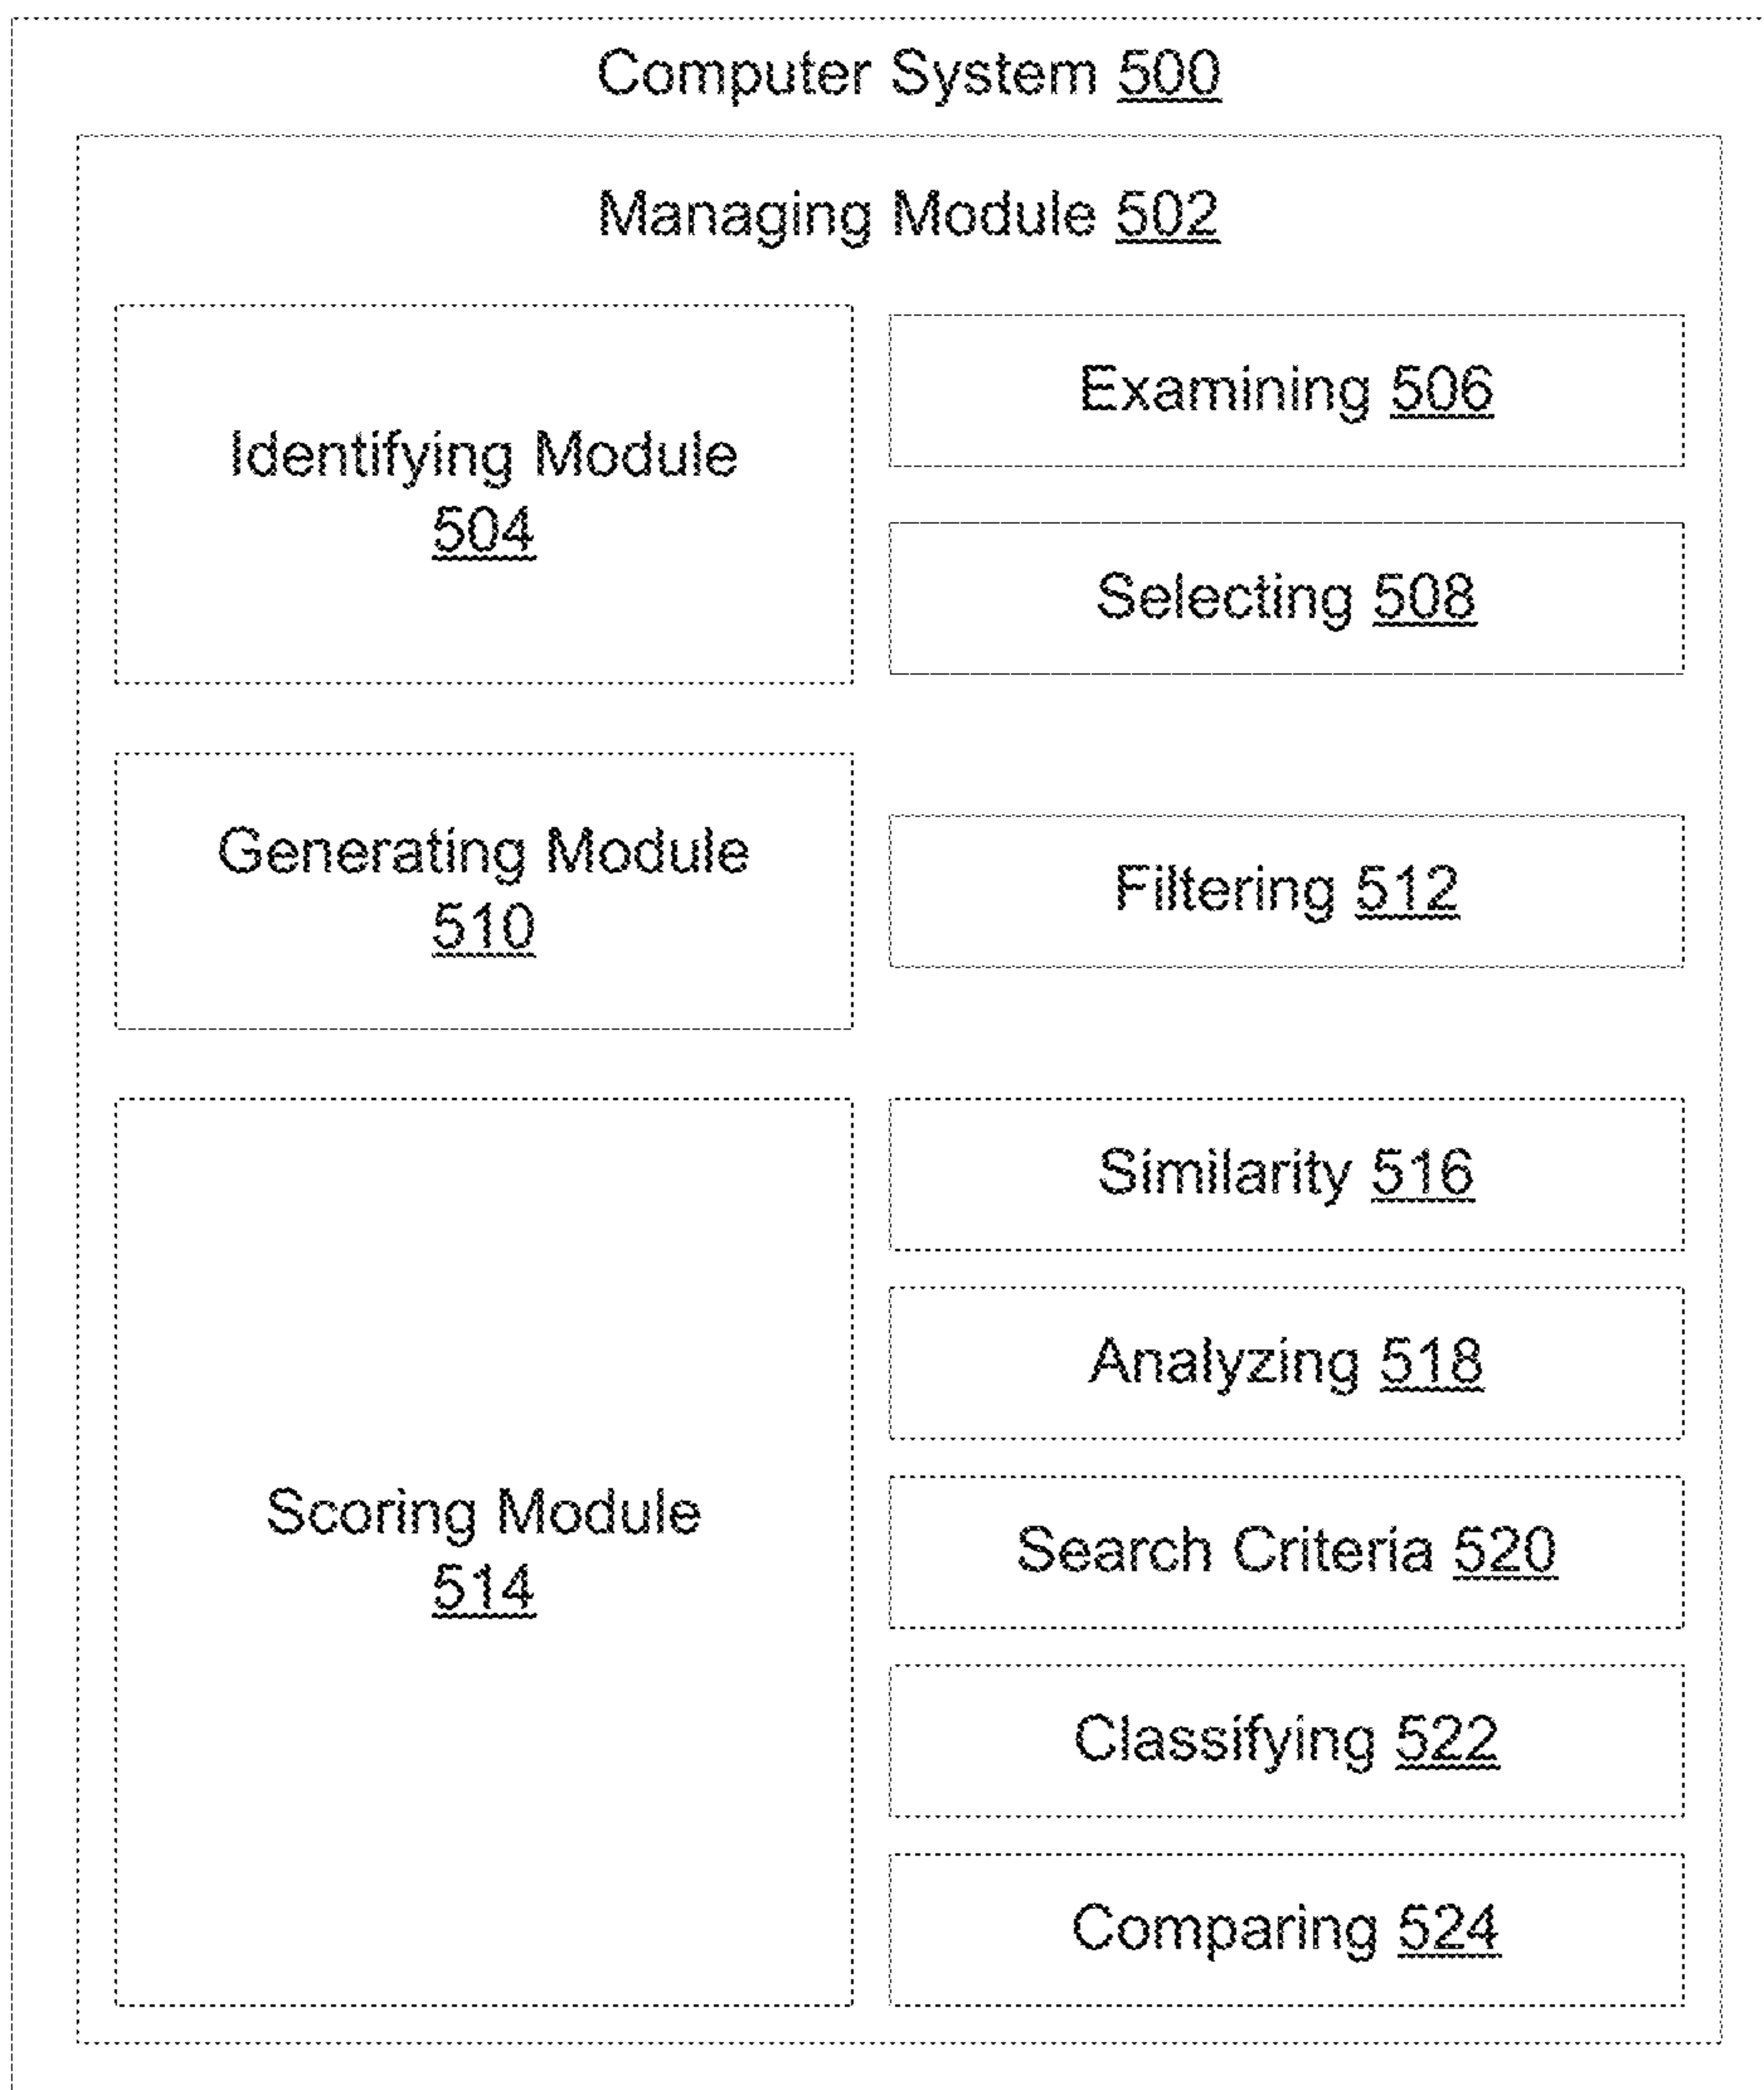 Computer System 500
Managing Module 502
Identifying Module
504
Examining 506
Selecting 508
Generating Module
510
Filtering 512
Scoring Module
514
Similarity 516
Analyzing 518
Search Criteria 520
Classifying 522
Comparing 524